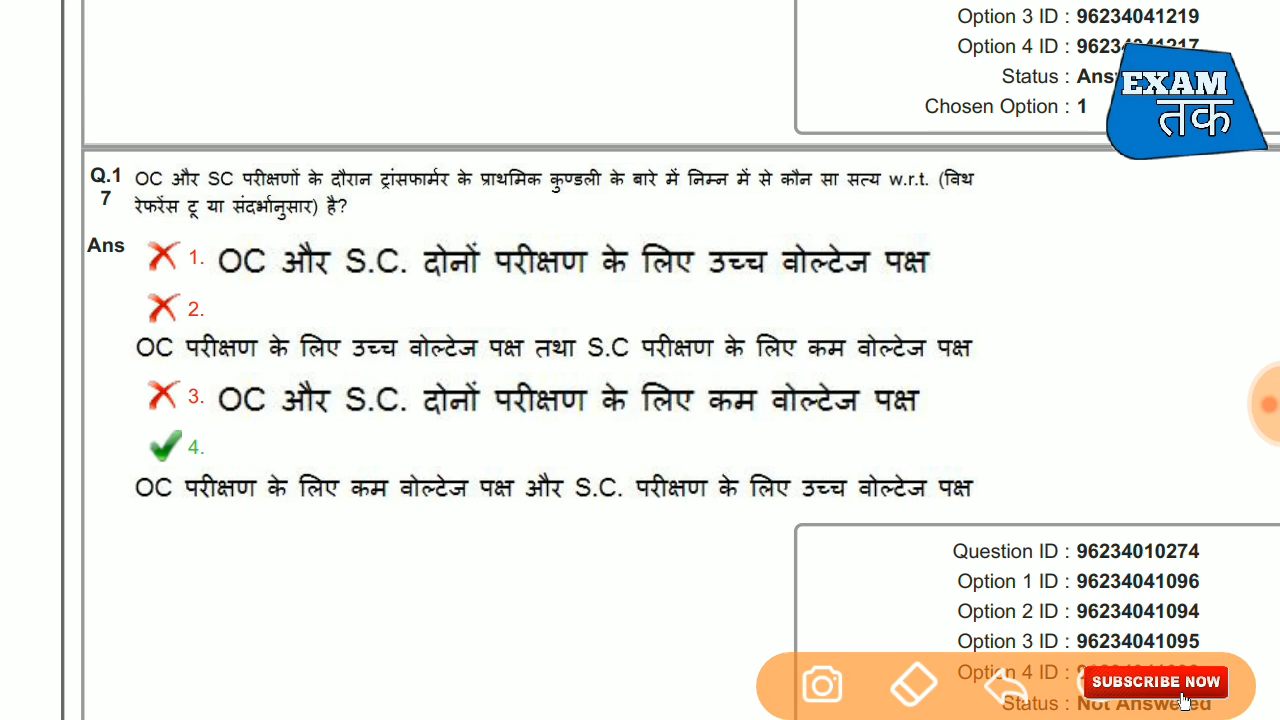 Option 3 ID : 96234041219
Option 4 ID :
Status :
Chosen Option : 1
EXAM
तक
Q.1
7
OC और SC परीक्षणों के दौरान ट्रांसफार्मर के प्राथमिक कुण्डली के बारे में निम्न में से कौन सा सत्य w.r.t. (विथ
रेफरेंस टू या संदर्भानुसार) है?
Ans
1. OC और S.C. दोनों परीक्षण के लिए उच्च वोल्टेज पक्ष
2.
OC परीक्षण के लिए उच्च वोल्टेज पक्ष तथा S.C परीक्षण के लिए कम वोल्टेज पक्ष
3. OC और S.C. दोनों परीक्षण के लिए कम वोल्टेज पक्ष
4.
OC परीक्षण के लिए कम वोल्टेज पक्ष और S.C. परीक्षण के लिए उच्च वोल्टेज पक्ष
Question ID : 96234010274
Option 1 ID : 96234041096
Option 2 ID : 96234041094
Option 3 ID : 96234041095
Option 4 ID :
SUBSCRIBE NOW
Status : Not Answered